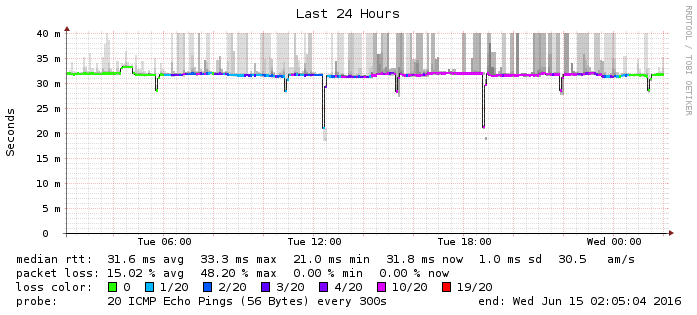 Last 24 Hours
RRDTOOL / TOBI OETIKER
Seconds
40 m
35 m
30 m
25 m
20 m
15 m
10 m
5 m
0
Tue 06:00 Tue 12:00 Tue 18:00 Wed 00:00
median rtt: 31.6 ms avg 33.3 ms max 21.0 ms min 31.8 ms now 1.0 ms sd 30.5 am/s
packet loss: 15.02 % avg 48.20 % max 0.00 % min 0.00 % now
loss color: 0 1/20 2/20 3/20 4/20 10/20 19/20
probe: 20 ICMP Echo Pings (56 Bytes) every 300s end: Wed Jun 15 02:05:04 2016